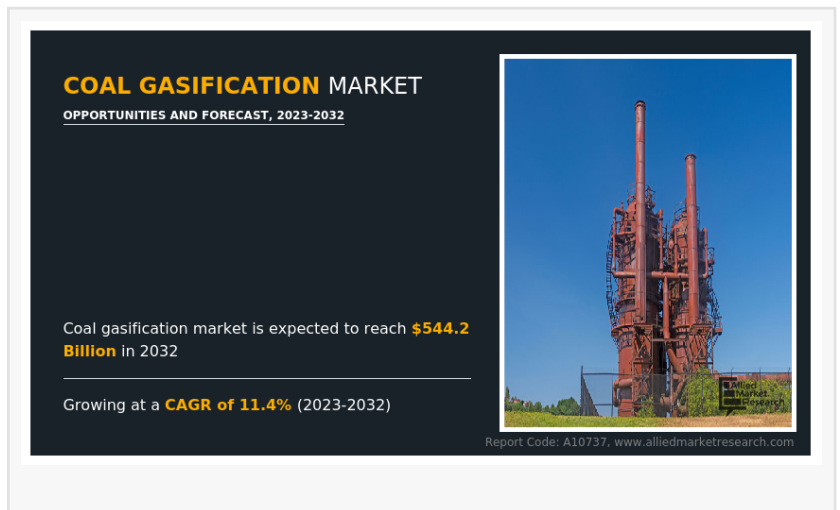 COAL GASIFICATION MARKET
OPPORTUNITIES AND FORECAST, 2023-2032
Coal gasification market is expected to reach $544.2
Billion in 2032
Growing at a CAGR of 11.4% (2023-2032)
Allied
Market
Research
Report Code: A10737, www.alliedmarketresearch.com